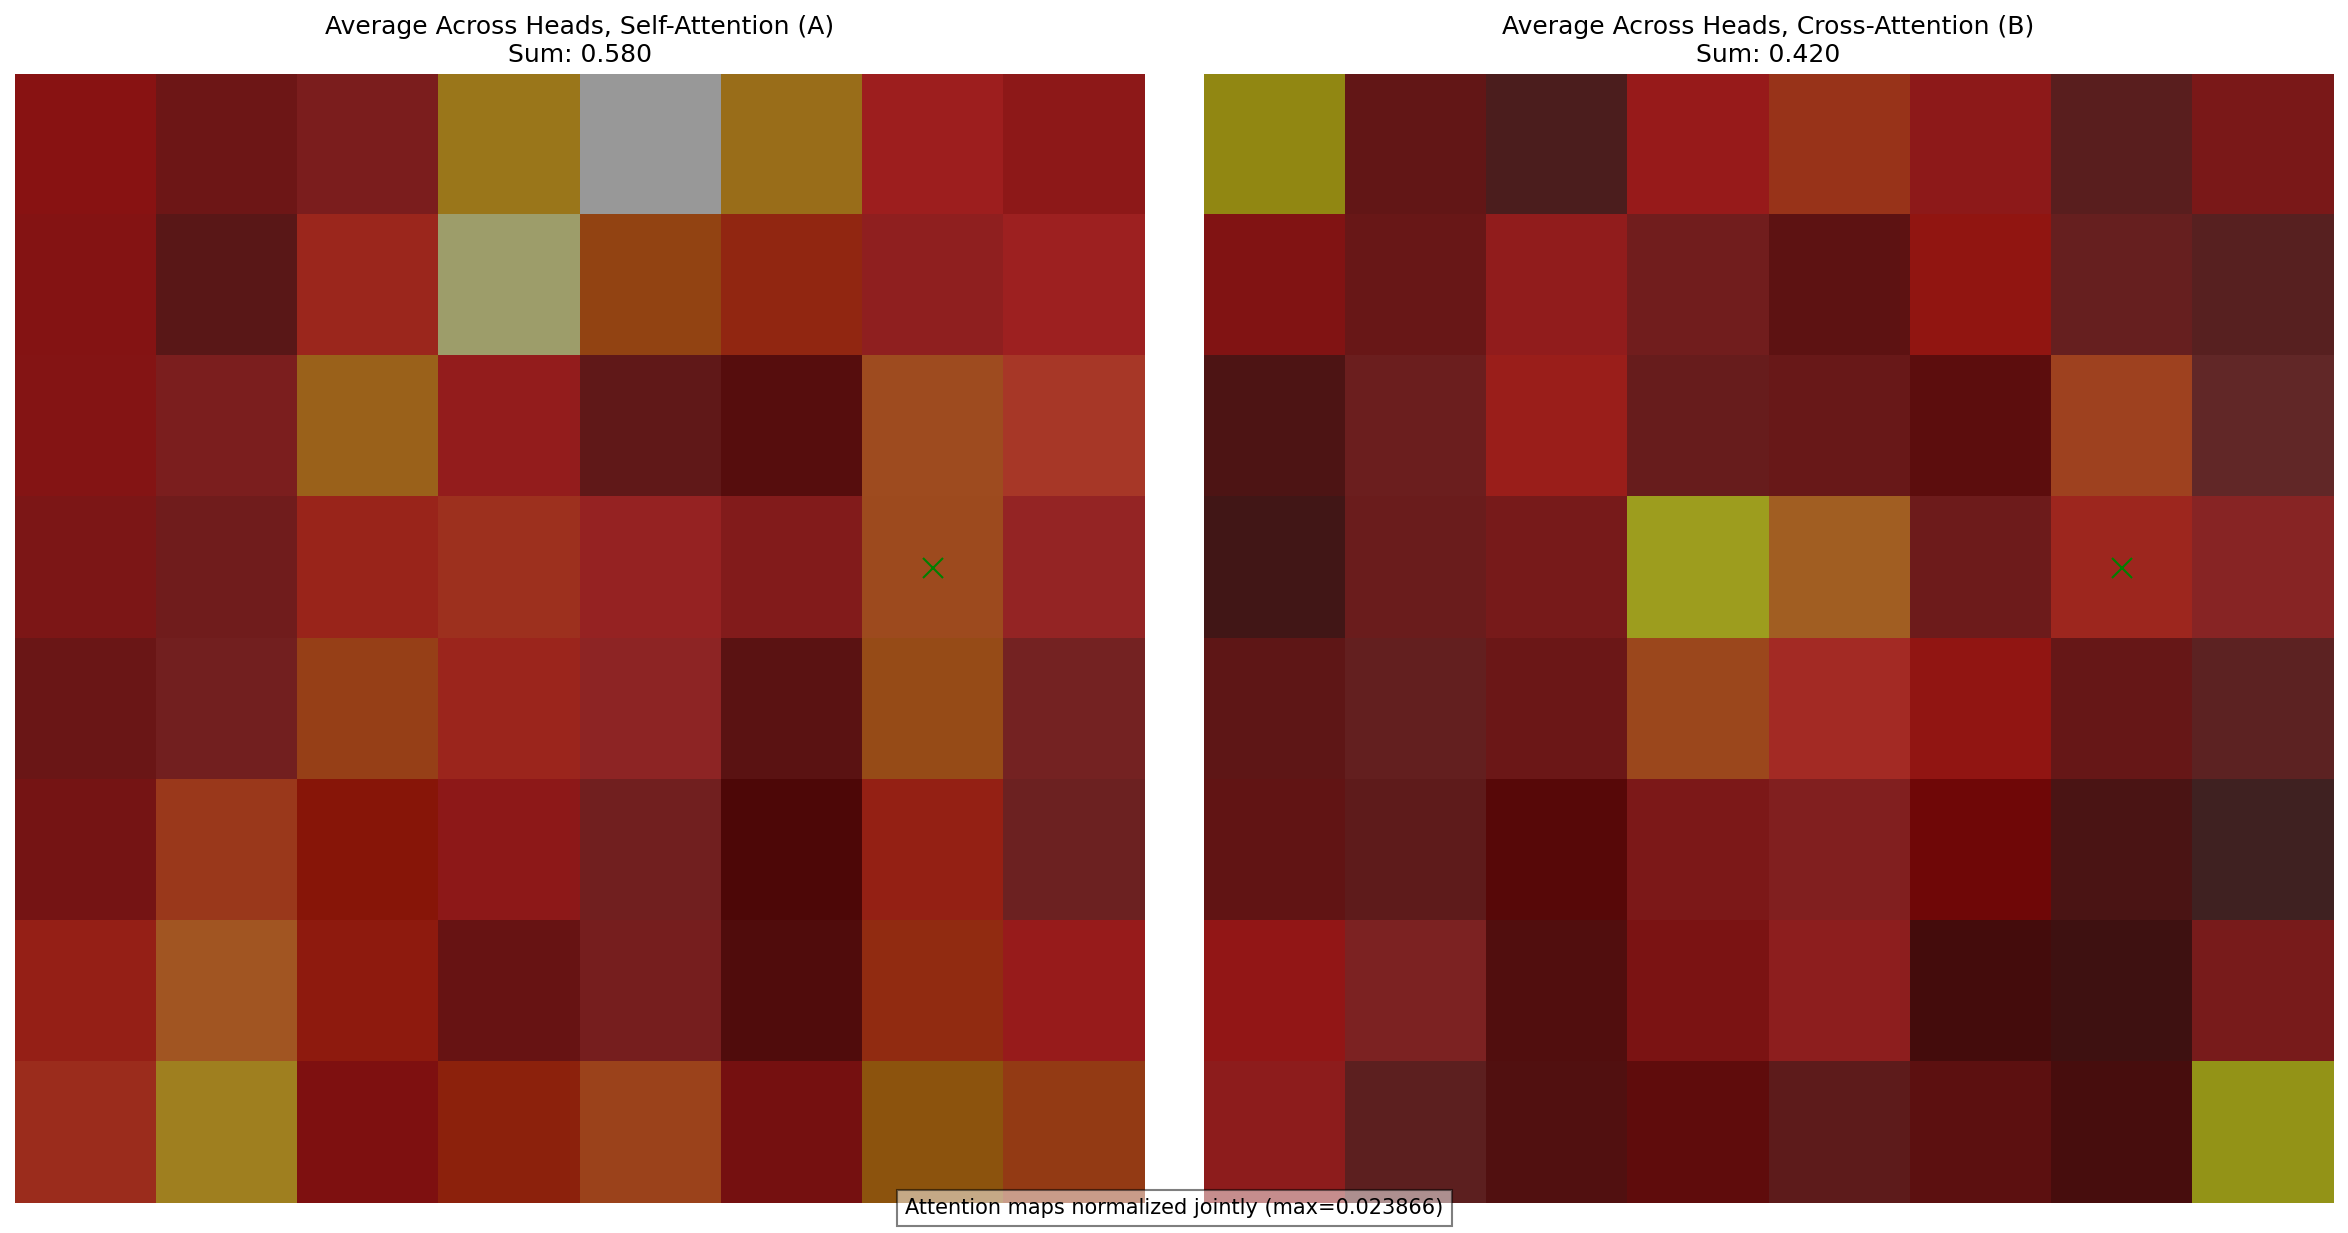 Average Across Heads, Self-Attention (A)
Sum: 0.580
Average Across Heads, Cross-Attention (B)
Sum: 0.420
Attention maps normalized jointly (max=0.023866)